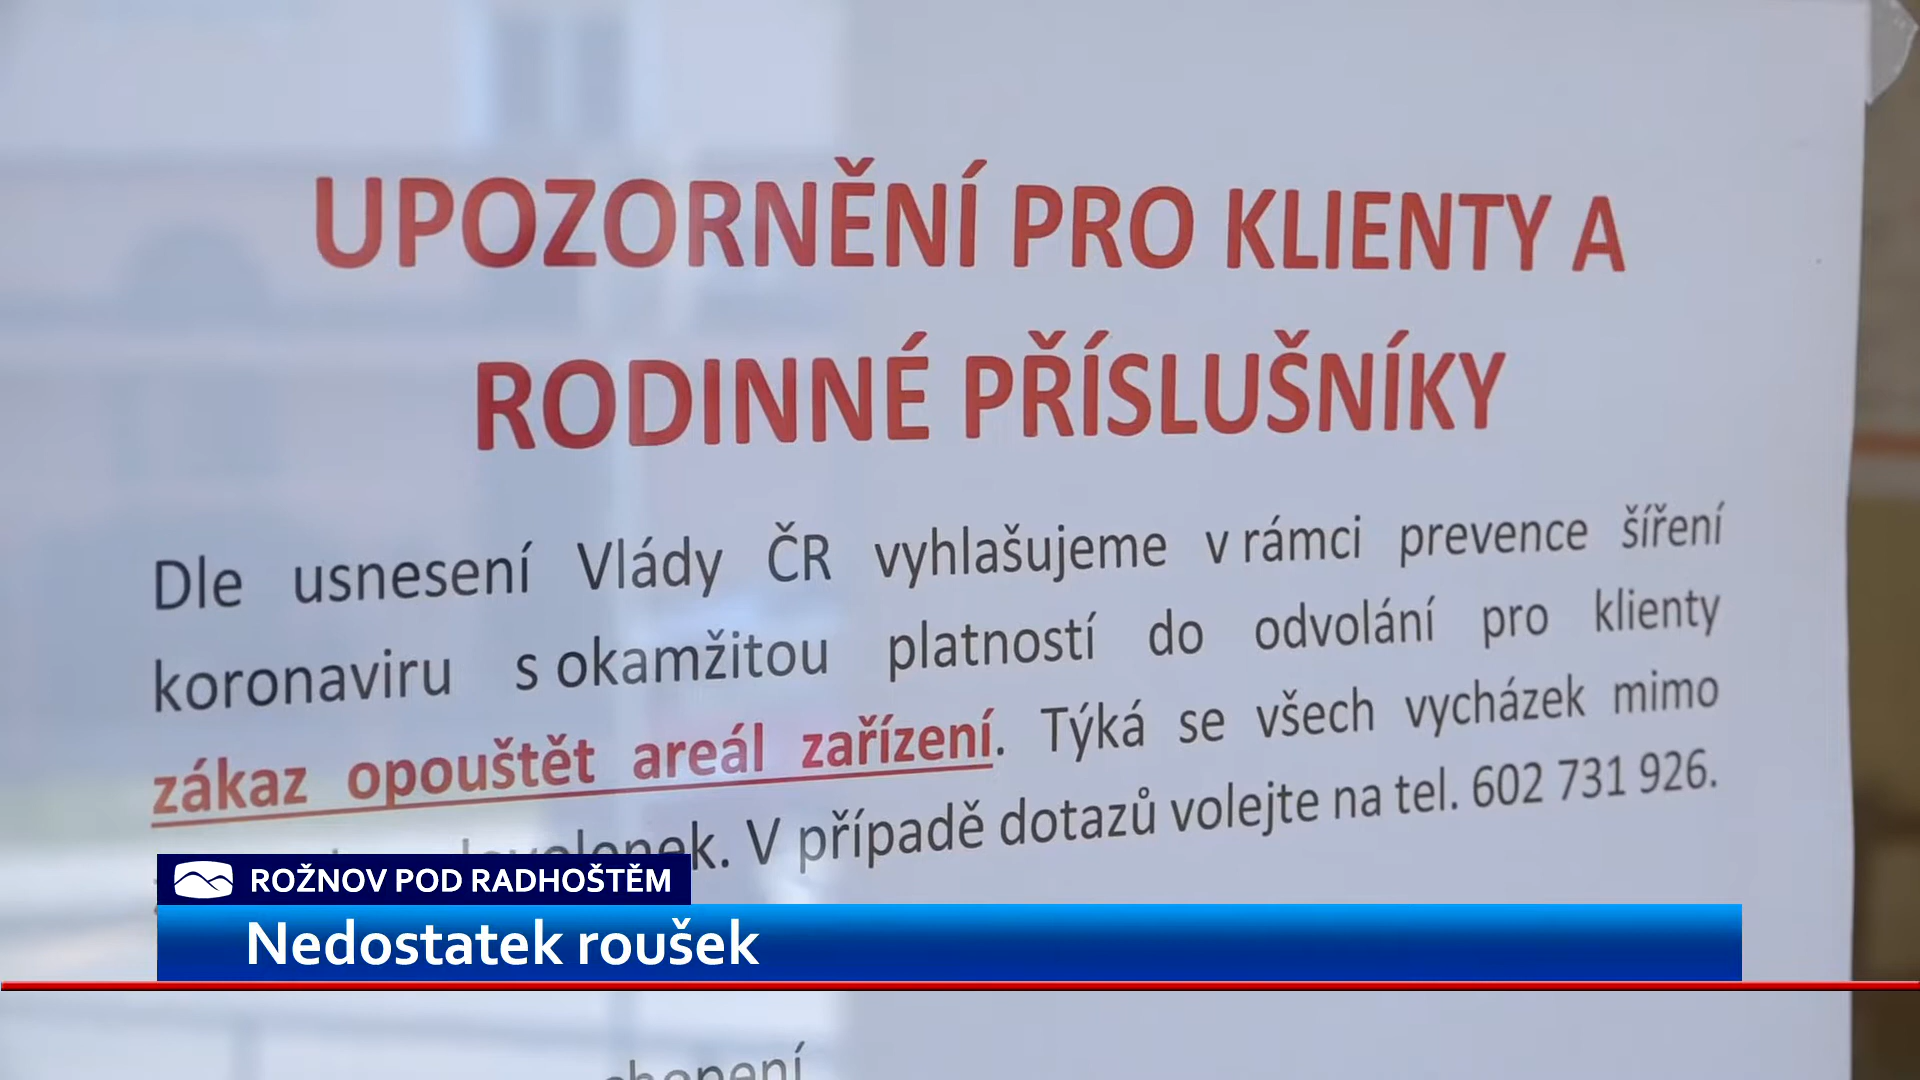 UPOZORNĚNÍ PRO KLIENTY A
RODINNÉ PŘÍSLUŠNÍKY
Dle usnesení Vlády ČR vyhlašujeme v rámci prevence šíření
koronaviru s okamžitou platností do odvolání pro klienty
zákaz opouštět areál zařízení. Týká se všech vycházek mimo
V případě dotazů volejte na tel. 602 731 926.
ROŽNOV POD RADHOŠTĚM
Nedostatek roušek